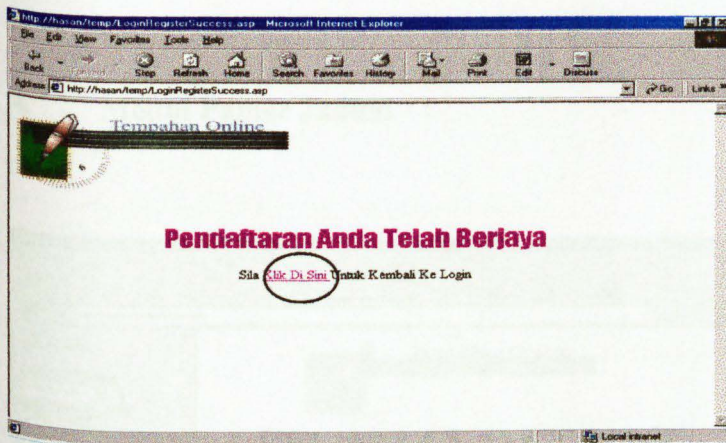 http://hasan/temp/LoginRegisterSuccess.asp - Microsoft Internet Explorer
File Edit View Favorites Tools Help
Back Forward Stop Refresh Home Search Favorites History Mail Print Edit Discuss
Address http://hasan/temp/LoginRegisterSuccess.asp Go Links »
Tempahan Online
Pendaftaran Anda Telah Berjaya
Sila Klik Di Sini Untuk Kembali Ke Login
Local intranet